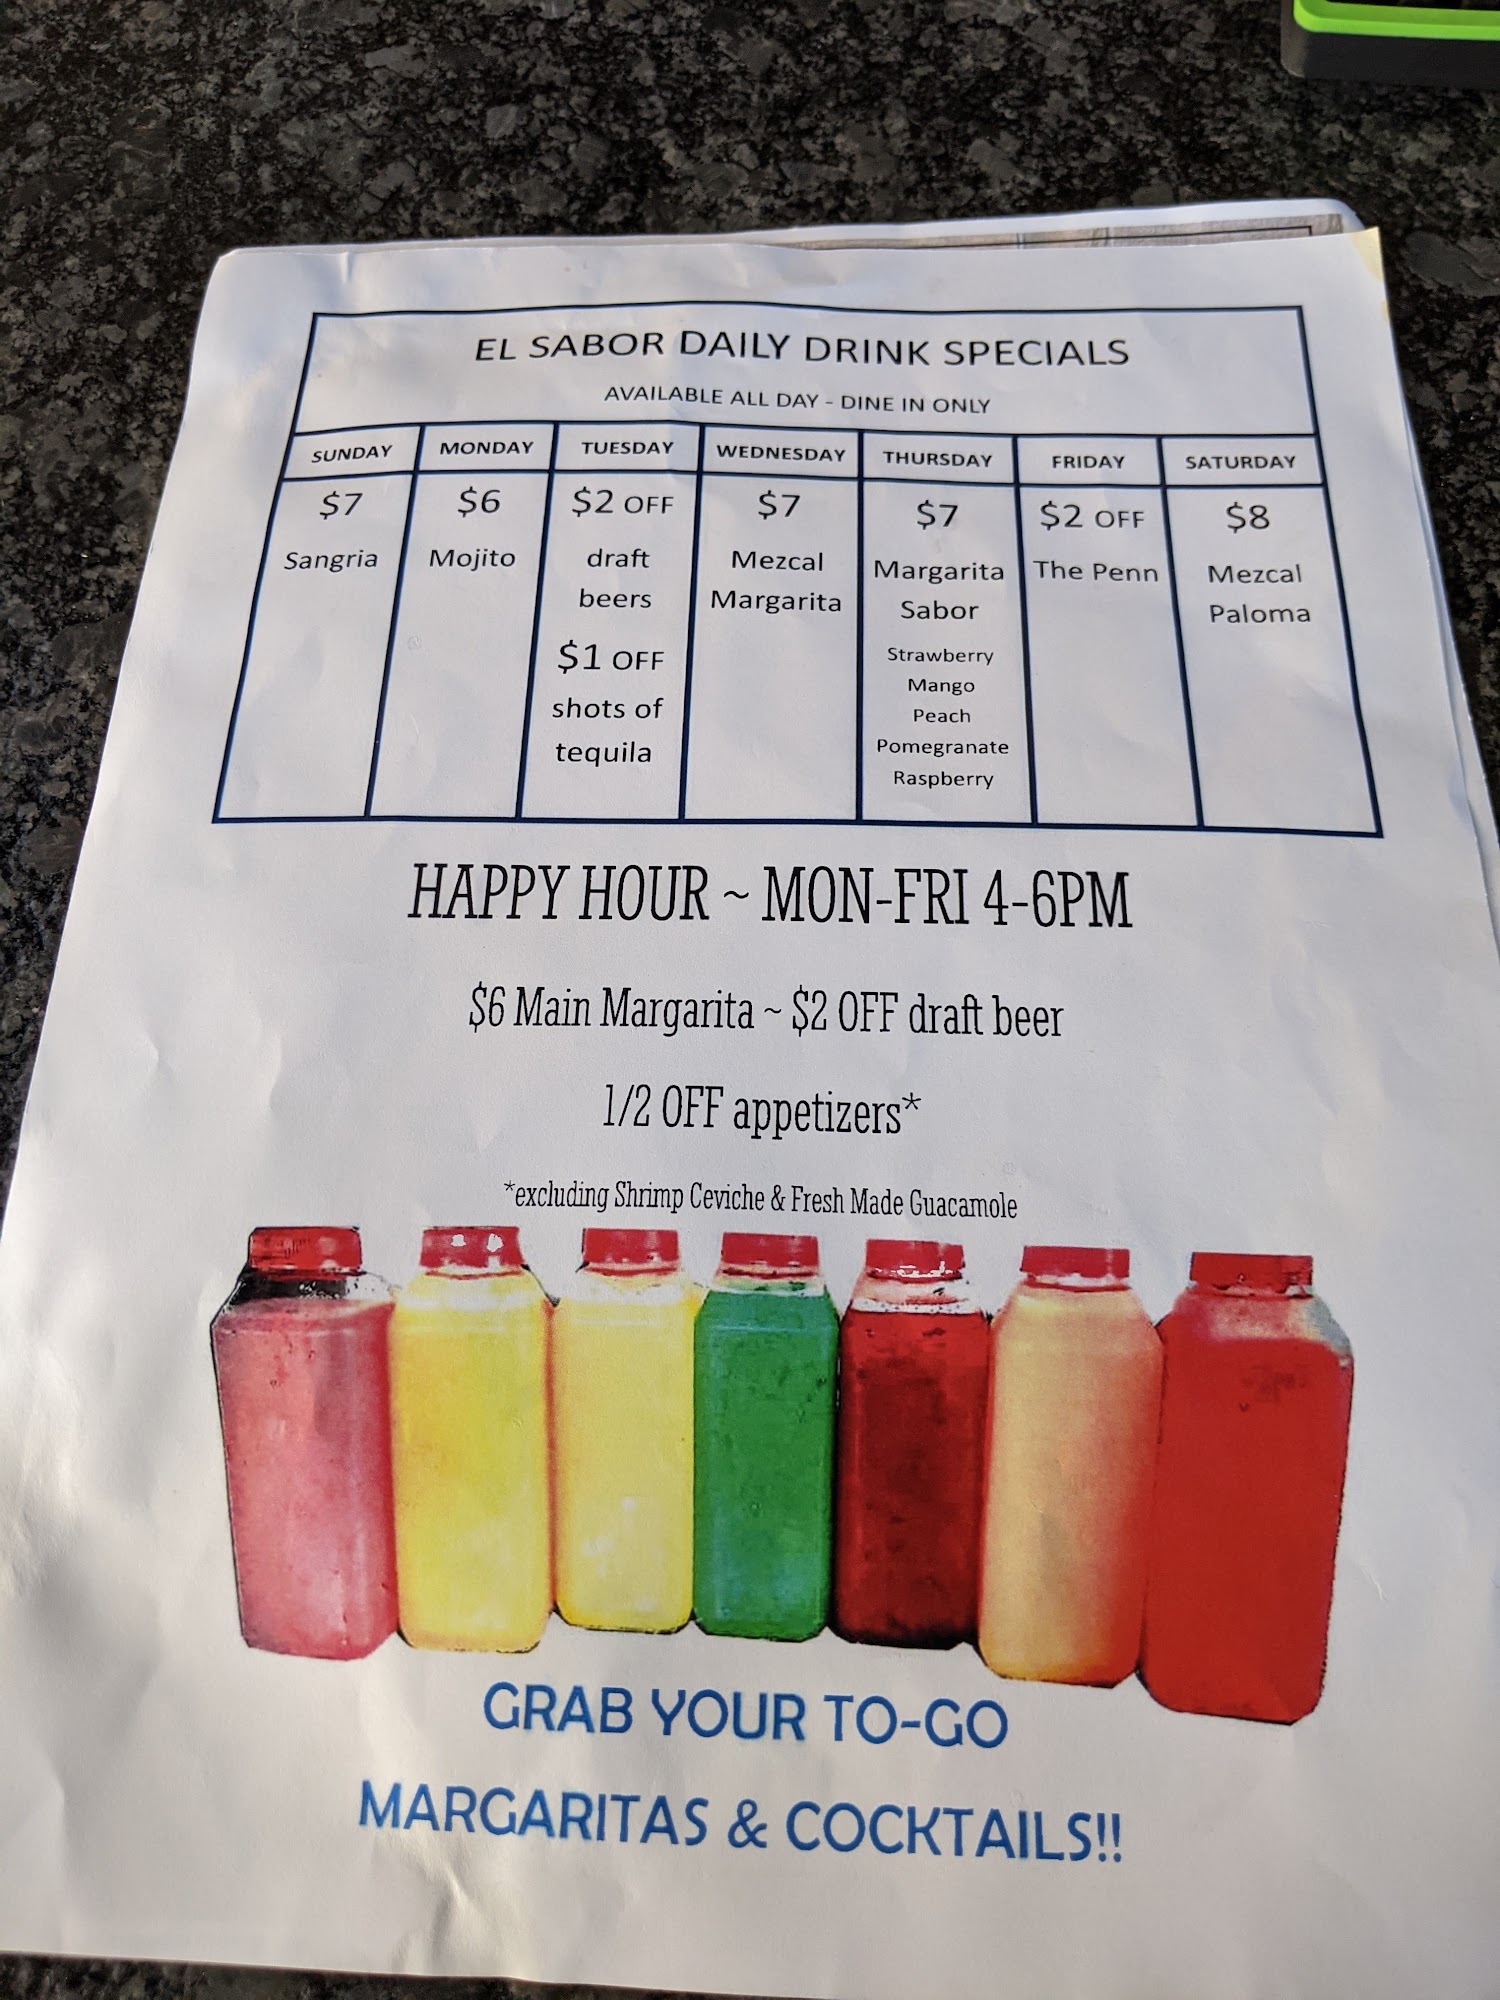 EL SABOR DAILY DRINK SPECIALS
AVAILABLE ALL DAY - DINE IN ONLY
SUNDAY
$7
Sangria
MONDAY
$6
Mojito
TUESDAY
$2 OFF
draft
beers
$1 OFF
shots of
tequila
WEDNESDAY
$7
Mezcal
Margarita
THURSDAY
$7
Margarita
Sabor
Strawberry
Mango
Peach
Pomegranate
Raspberry
FRIDAY
$2 OFF
The Penn
SATURDAY
$8
Mezcal
Paloma
HAPPY HOUR ~ MON-FRI 4-6PM
$6 Main Margarita ~ $2 OFF draft beer
1/2 OFF appetizers*
*excluding Shrimp Ceviche & Fresh Made Guacamole
GRAB YOUR TO-GO
MARGARITAS & COCKTAILS!!